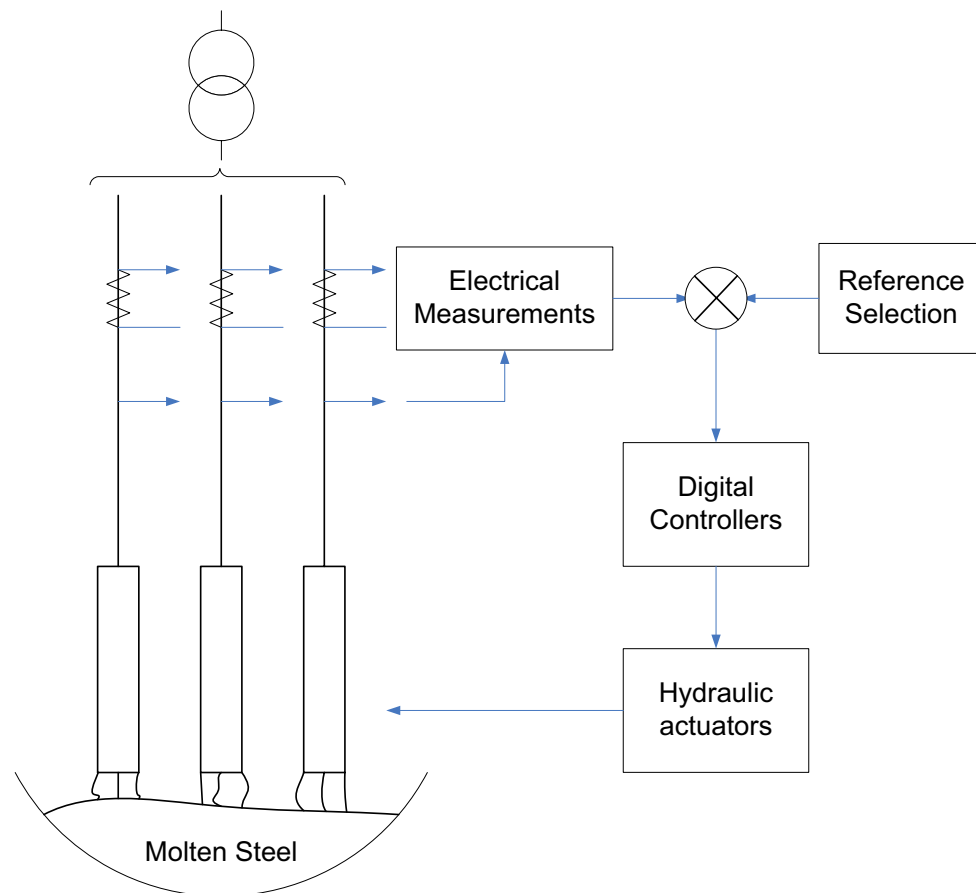 Electrical
Measurements
Reference
Selection
Digital
Controllers
Hydraulic
actuators
Molten Steel